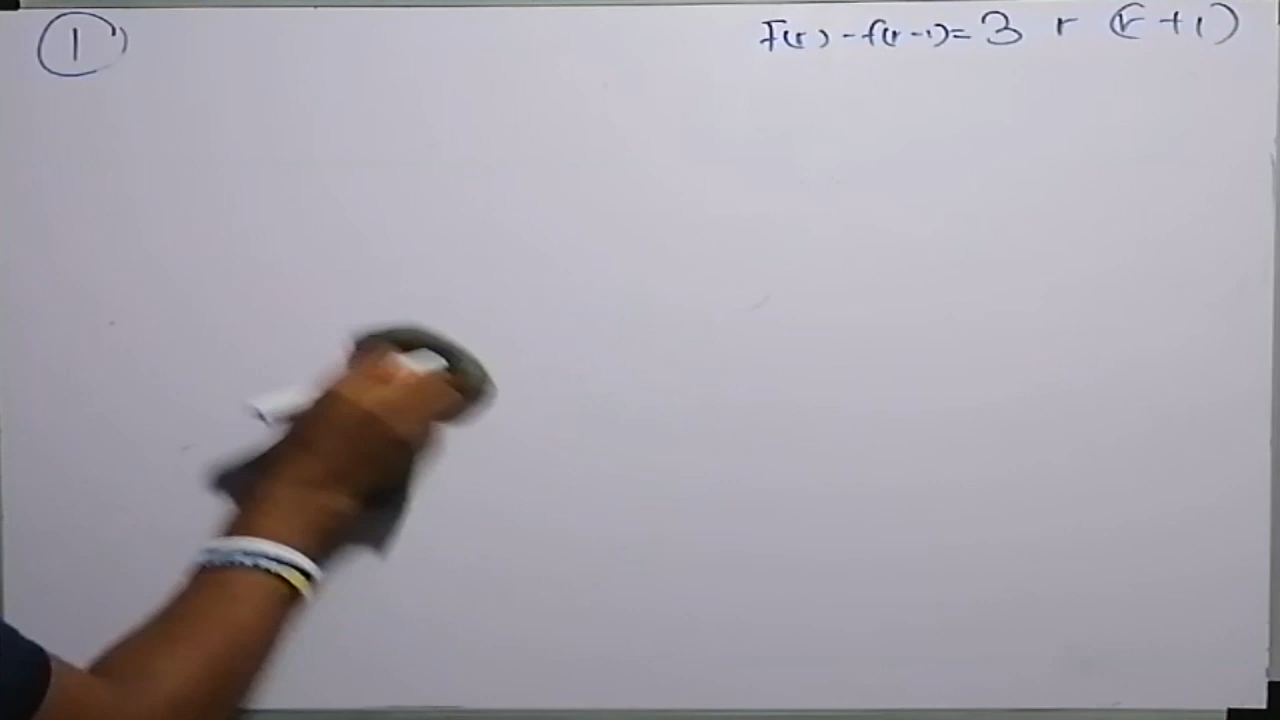 1)
F(r) - f(r-1) = 3 r (r+1)